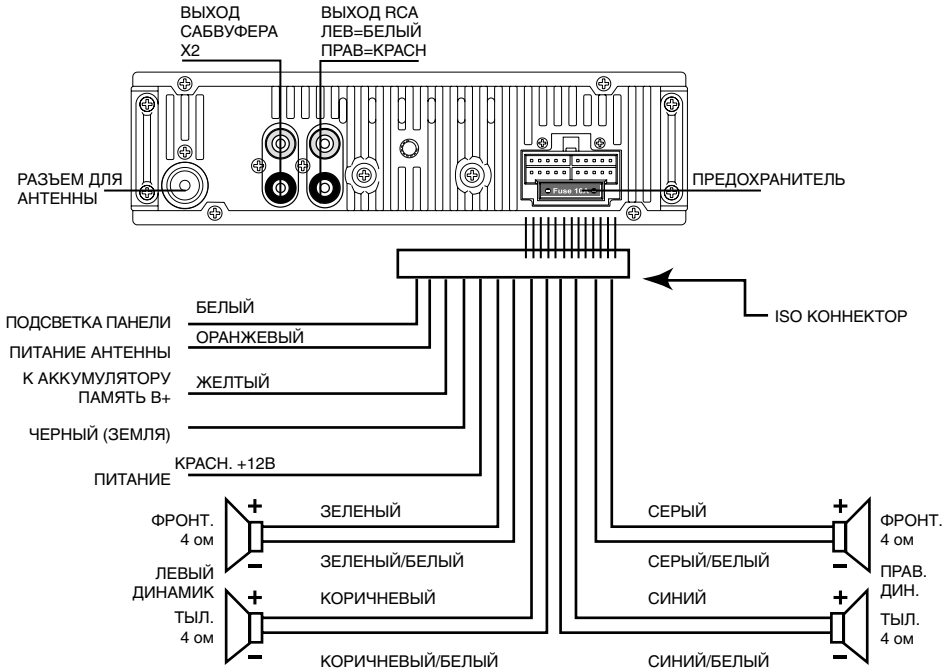 ВЫХОД
САБВУФЕРА
X2
ВЫХОД RCA
ЛЕВ=БЕЛЫЙ
ПРАВ=КРАСН
РАЗЪЕМ ДЛЯ
АНТЕННЫ
Fuse 10A
ПРЕДОХРАНИТЕЛЬ
ISO КОННЕКТОР
БЕЛЫЙ
ПОДСВЕТКА ПАНЕЛИ
ОРАНЖЕВЫЙ
ПИТАНИЕ АНТЕННЫ
К АККУМУЛЯТОРУ
ПАМЯТЬ B+
ЖЕЛТЫЙ
ЧЕРНЫЙ (ЗЕМЛЯ)
КРАСН. +12В
ПИТАНИЕ
ФРОНТ.
4 ом
+
−
ЗЕЛЕНЫЙ
ЗЕЛЕНЫЙ/БЕЛЫЙ
СЕРЫЙ
СЕРЫЙ/БЕЛЫЙ
+
−
ФРОНТ.
4 ом
ЛЕВЫЙ
ДИНАМИК
ПРАВ.
ДИН.
ТЫЛ.
4 ом
+
−
КОРИЧНЕВЫЙ
КОРИЧНЕВЫЙ/БЕЛЫЙ
СИНИЙ
СИНИЙ/БЕЛЫЙ
+
−
ТЫЛ.
4 ом